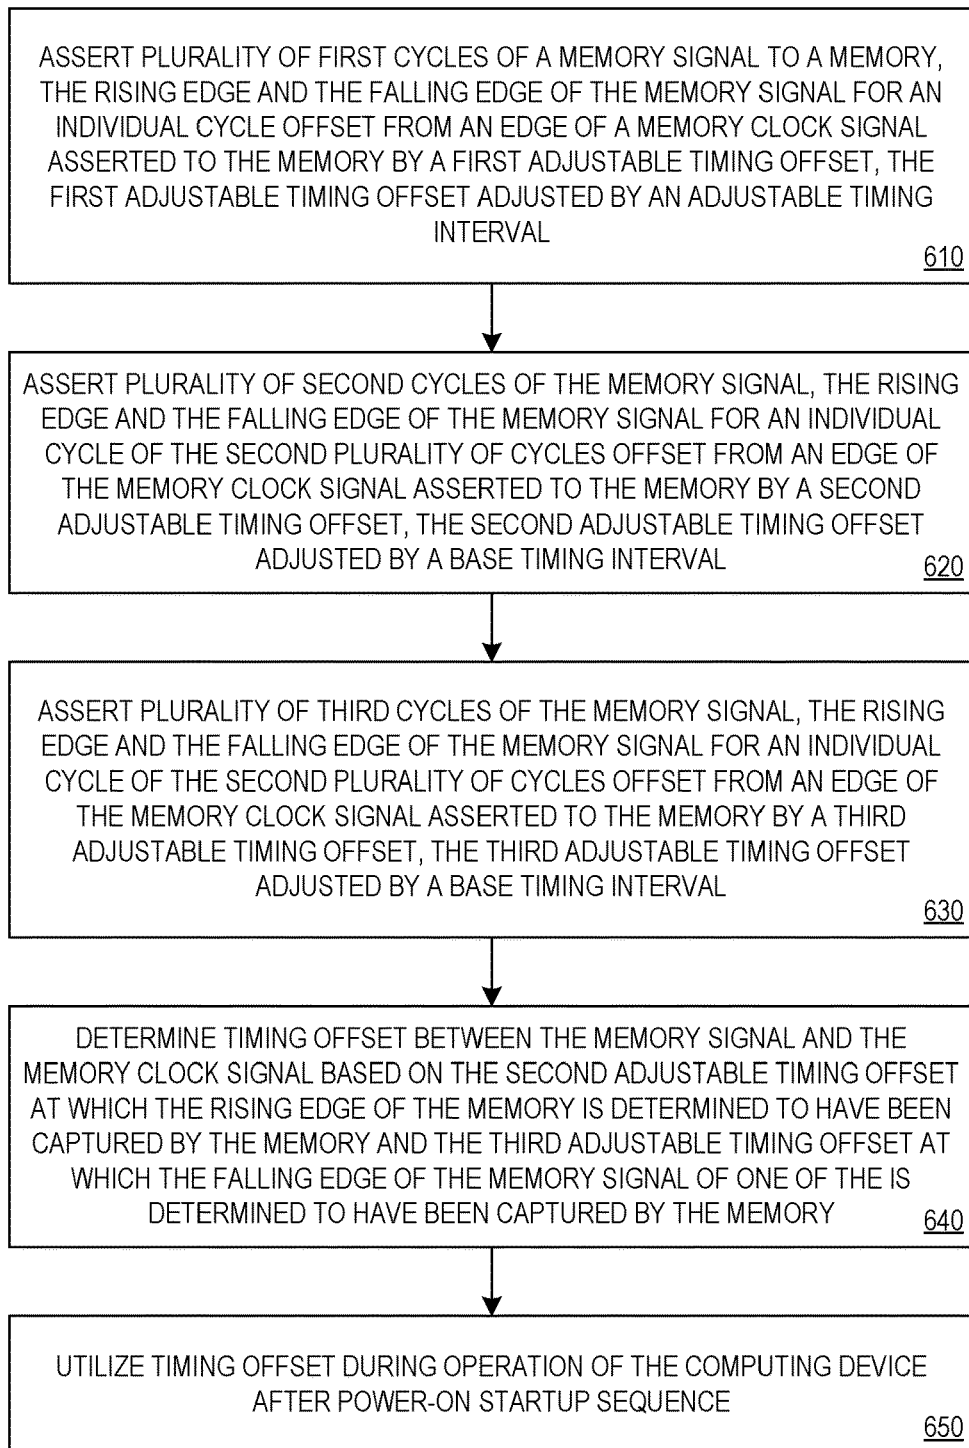 ASSERT PLURALITY OF FIRST CYCLES OF A MEMORY SIGNAL TO A MEMORY,
THE RISING EDGE AND THE FALLING EDGE OF THE MEMORY SIGNAL FOR AN
INDIVIDUAL CYCLE OFFSET FROM AN EDGE OF A MEMORY CLOCK SIGNAL
ASSERTED TO THE MEMORY BY A FIRST ADJUSTABLE TIMING OFFSET, THE
FIRST ADJUSTABLE TIMING OFFSET ADJUSTED BY AN ADJUSTABLE TIMING
INTERVAL
610
ASSERT PLURALITY OF SECOND CYCLES OF THE MEMORY SIGNAL, THE RISING
EDGE AND THE FALLING EDGE OF THE MEMORY SIGNAL FOR AN INDIVIDUAL
CYCLE OF THE SECOND PLURALITY OF CYCLES OFFSET FROM AN EDGE OF
THE MEMORY CLOCK SIGNAL ASSERTED TO THE MEMORY BY A SECOND
ADJUSTABLE TIMING OFFSET, THE SECOND ADJUSTABLE TIMING OFFSET
ADJUSTED BY A BASE TIMING INTERVAL
620
ASSERT PLURALITY OF THIRD CYCLES OF THE MEMORY SIGNAL, THE RISING
EDGE AND THE FALLING EDGE OF THE MEMORY SIGNAL FOR AN INDIVIDUAL
CYCLE OF THE SECOND PLURALITY OF CYCLES OFFSET FROM AN EDGE OF
THE MEMORY CLOCK SIGNAL ASSERTED TO THE MEMORY BY A THIRD
ADJUSTABLE TIMING OFFSET, THE THIRD ADJUSTABLE TIMING OFFSET
ADJUSTED BY A BASE TIMING INTERVAL
630
DETERMINE TIMING OFFSET BETWEEN THE MEMORY SIGNAL AND THE
MEMORY CLOCK SIGNAL BASED ON THE SECOND ADJUSTABLE TIMING OFFSET
AT WHICH THE RISING EDGE OF THE MEMORY IS DETERMINED TO HAVE BEEN
CAPTURED BY THE MEMORY AND THE THIRD ADJUSTABLE TIMING OFFSET AT
WHICH THE FALLING EDGE OF THE MEMORY SIGNAL OF ONE OF THE IS
DETERMINED TO HAVE BEEN CAPTURED BY THE MEMORY
640
UTILIZE TIMING OFFSET DURING OPERATION OF THE COMPUTING DEVICE
AFTER POWER-ON STARTUP SEQUENCE
650